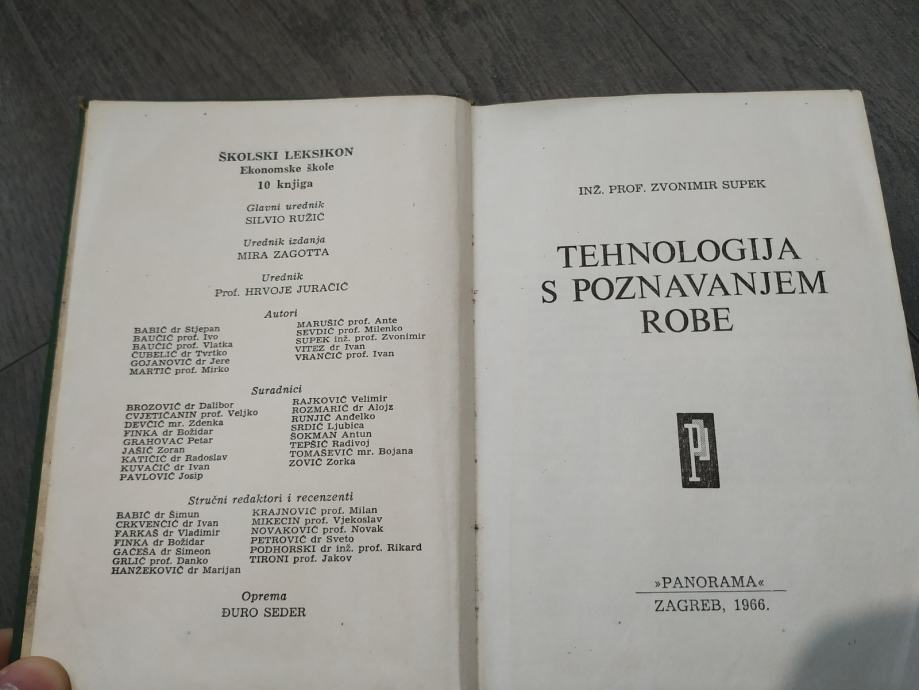 ŠKOLSKI LEKSIKON
Ekonomske škole
10 knjiga
Glavni urednik
SILVIO RUŽIĆ
Urednik izdanja
MIRA ZAGOTTA
Urednik
Prof. HRVOJE JURAČIĆ
Autori
BABIĆ dr Stjepan
BAUČIĆ prof. Ivo
BAUČIĆ prof. Vlatka
ČUBELIĆ dr Tvrtko
GOJANOVIĆ dr Jere
MARTIĆ prof. Mirko
MARUŠIĆ prof. Ante
SEVDIĆ prof. Milenko
SUPEK inž. prof. Zvonimir
VITEZ dr Ivan
VRANČIĆ prof. Ivan
Suradnici
BROZOVIĆ dr Dalibor
CVJETIČANIN prof. Veljko
DEVČIĆ mr. Zdenka
FINKA dr Božidar
GRAHOVAC Petar
JAŠIĆ Zoran
KATIČIĆ dr Radoslav
KUVAČIĆ dr Ivan
PAVLOVIĆ Josip
RAJKOVIĆ Velimir
ROZMARIĆ dr Alojz
RUNJIĆ Anđelko
SRDIĆ Ljubica
ŠOKMAN Antun
TEPŠIĆ Radivoj
TOMAŠEVIĆ mr. Bojana
ZOVIĆ Zorka
Stručni redaktori i recenzenti
BABIĆ dr Šimun
CRKVENČIĆ dr Ivan
FARKAŠ dr Vladimir
FINKA dr Božidar
GAĆEŠA dr Simeon
GRLIĆ prof. Danko
HANŽEKOVIĆ dr Marijan
KRAJNOVIĆ prof. Milan
MIKECIN prof. Vjekoslav
NOVAKOVIĆ prof. Novak
PETROVIĆ dr Sveto
PODHORSKI dr inž. prof. Rikard
TIRONI prof. Jakov
Oprema
ĐURO SEDER
INŽ. PROF. ZVONIMIR SUPEK
TEHNOLOGIJA
S POZNAVANJEM
ROBE
P
»PANORAMA«
ZAGREB, 1966.